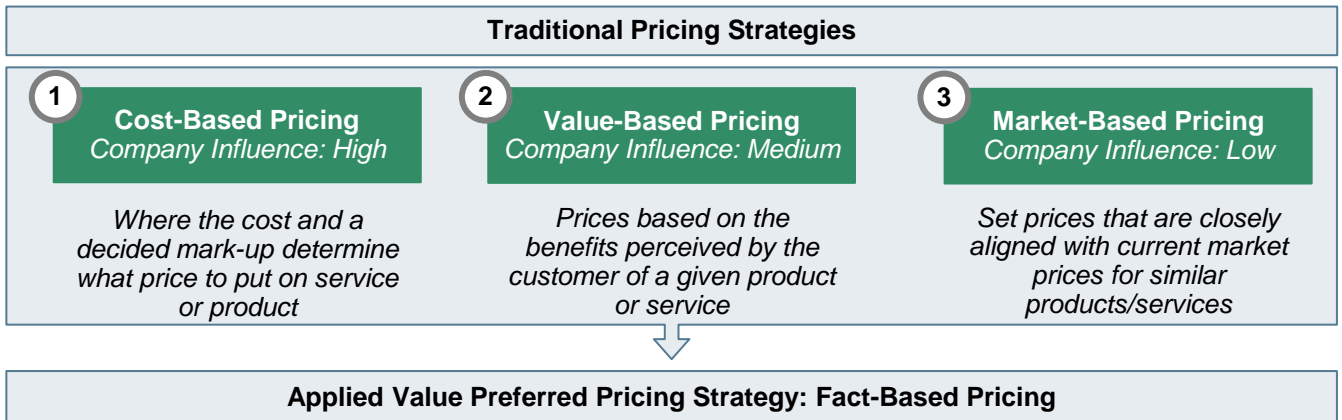 Traditional Pricing Strategies
1
Cost-Based Pricing
Company Influence: High
Where the cost and a
decided mark-up determine
what price to put on service
or product
2
Value-Based Pricing
Company Influence: Medium
Prices based on the
benefits perceived by the
customer of a given product
or service
3
Market-Based Pricing
Company Influence: Low
Set prices that are closely
aligned with current market
prices for similar
products/services
Applied Value Preferred Pricing Strategy: Fact-Based Pricing